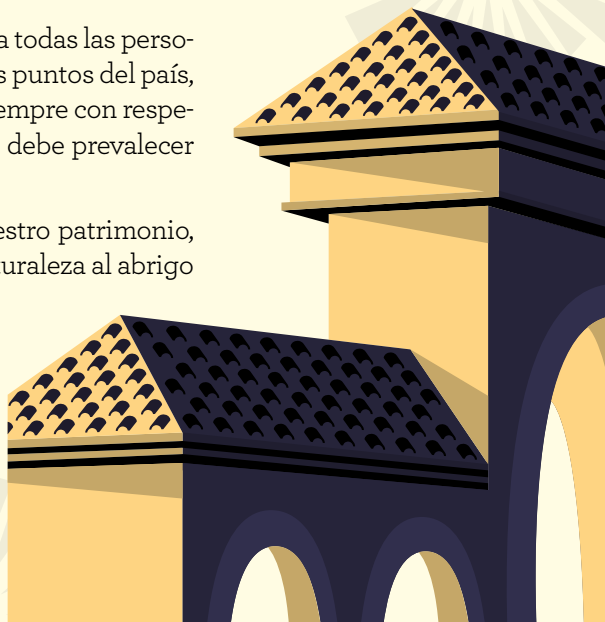 a todas las perso-
s puntos del país,
empre con respe-
debe prevalecer
estro patrimonio,
uraleza al abrigo